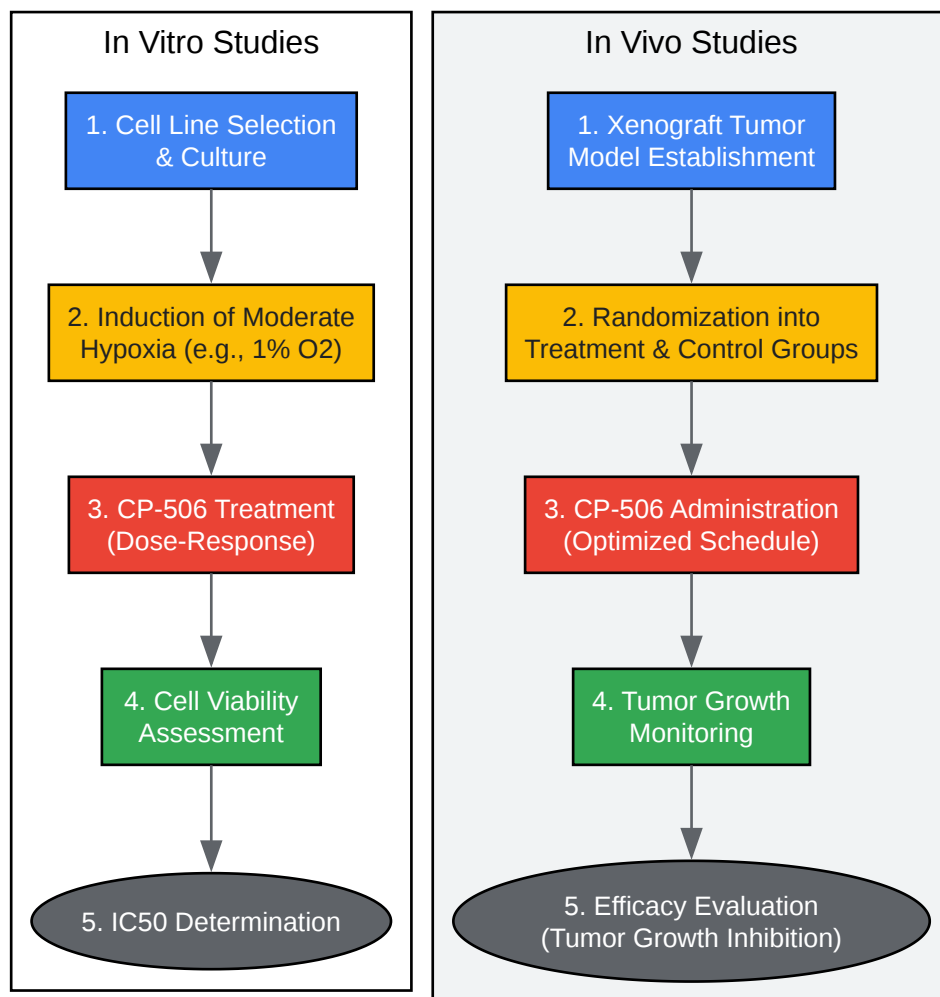 In Vitro Studies
1. Cell Line Selection
& Culture
2. Induction of Moderate
Hypoxia (e.g., 1% O2)
3. CP-506 Treatment
(Dose-Response)
4. Cell Viability
Assessment
5. IC50 Determination
In Vivo Studies
1. Xenograft Tumor
Model Establishment
2. Randomization into
Treatment & Control Groups
3. CP-506 Administration
(Optimized Schedule)
4. Tumor Growth
Monitoring
5. Efficacy Evaluation
(Tumor Growth Inhibition)